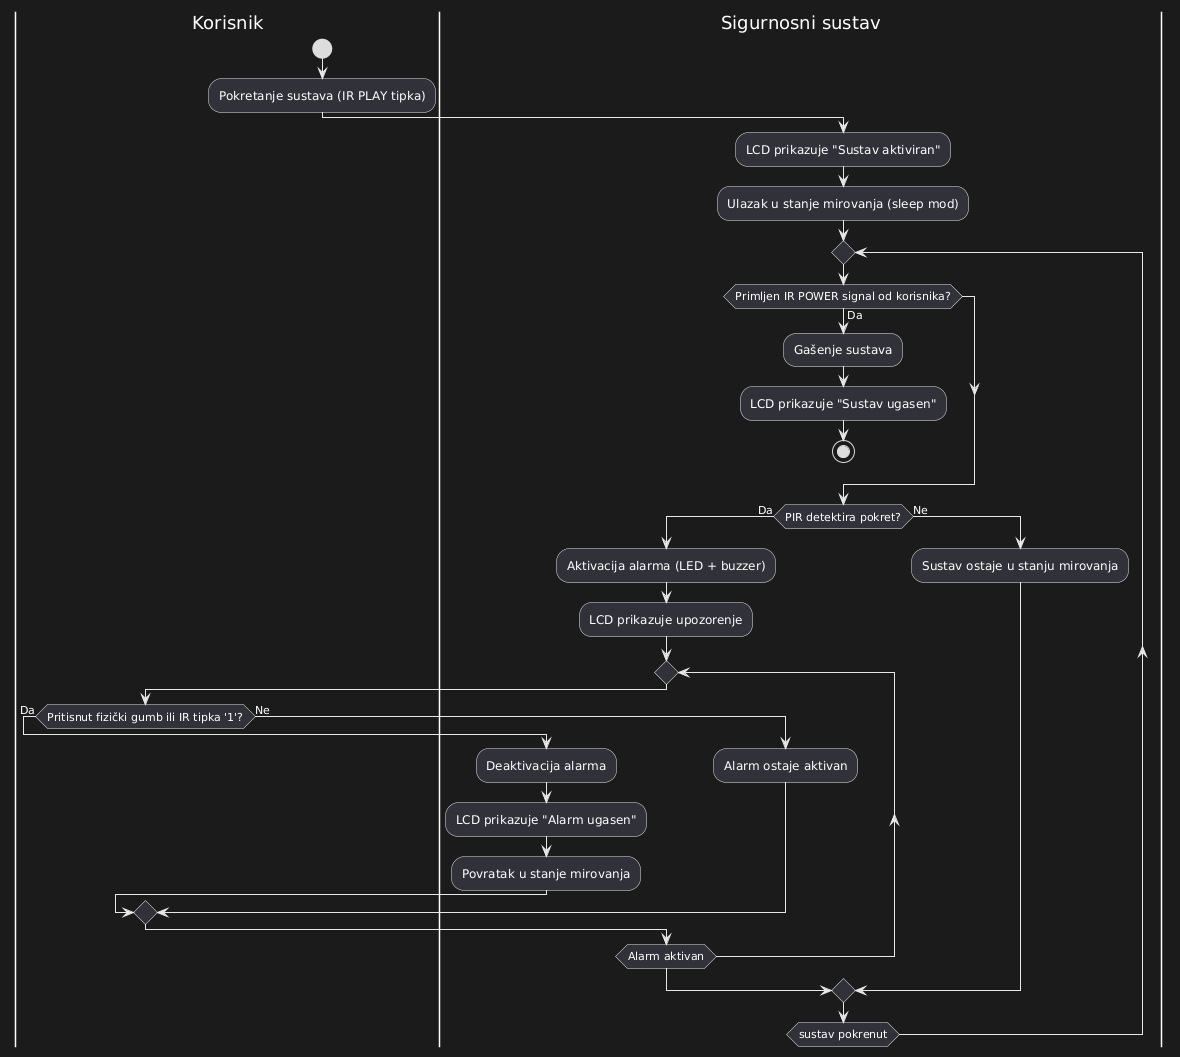 Korisnik
Sigurnosni sustav
Pokretanje sustava (IR PLAY tipka)
LCD prikazuje "Sustav aktiviran"
Ulazak u stanje mirovanja (sleep mod)
Primljen IR POWER signal od korisnika?
Da
Gašenje sustava
LCD prikazuje "Sustav ugasen"
Da
PIR detektira pokret?
Ne
Aktivacija alarma (LED + buzzer)
Sustav ostaje u stanju mirovanja
LCD prikazuje upozorenje
Da
Pritisnut fizički gumb ili IR tipka '1'?
Ne
Deaktivacija alarma
Alarm ostaje aktivan
LCD prikazuje "Alarm ugasen"
Povratak u stanje mirovanja
Alarm aktivan
sustav pokrenut